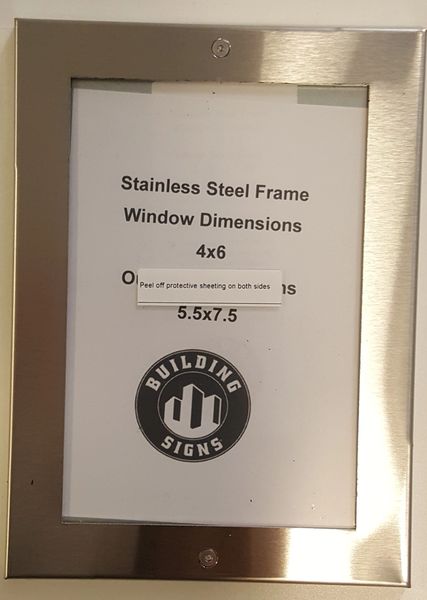 Stainless Steel Frame
Window Dimensions
4x6
Peel off protective sheeting on both sides
5.5x7.5
BUILDING
SIGNS